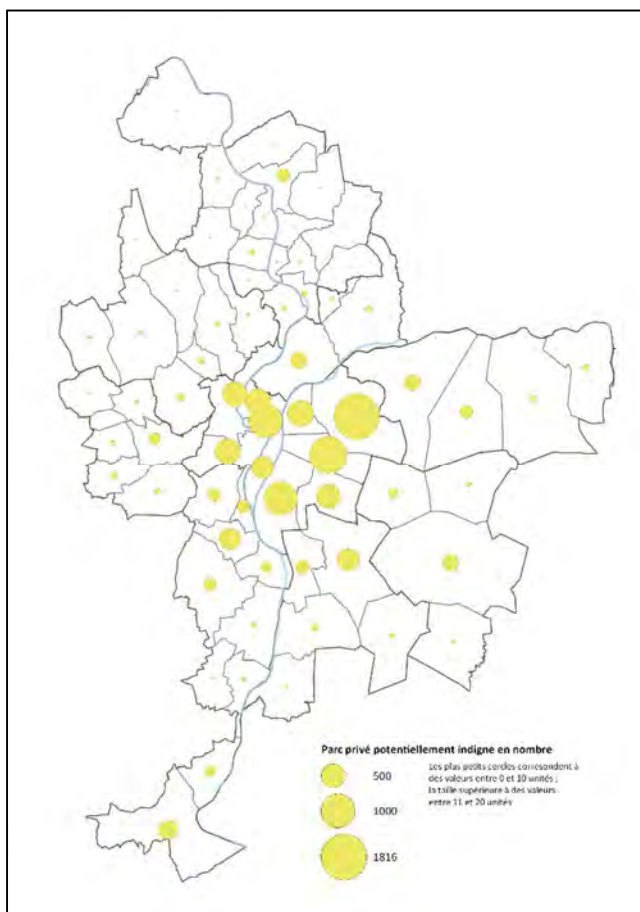 Parc privé potentiellement indigne en nombre
500
1000
1816
Les plus petits cercles corresondent à
des valeurs entre 0 et 10 unités ;
la taille supérieure à des valeurs
entre 11 et 20 unités